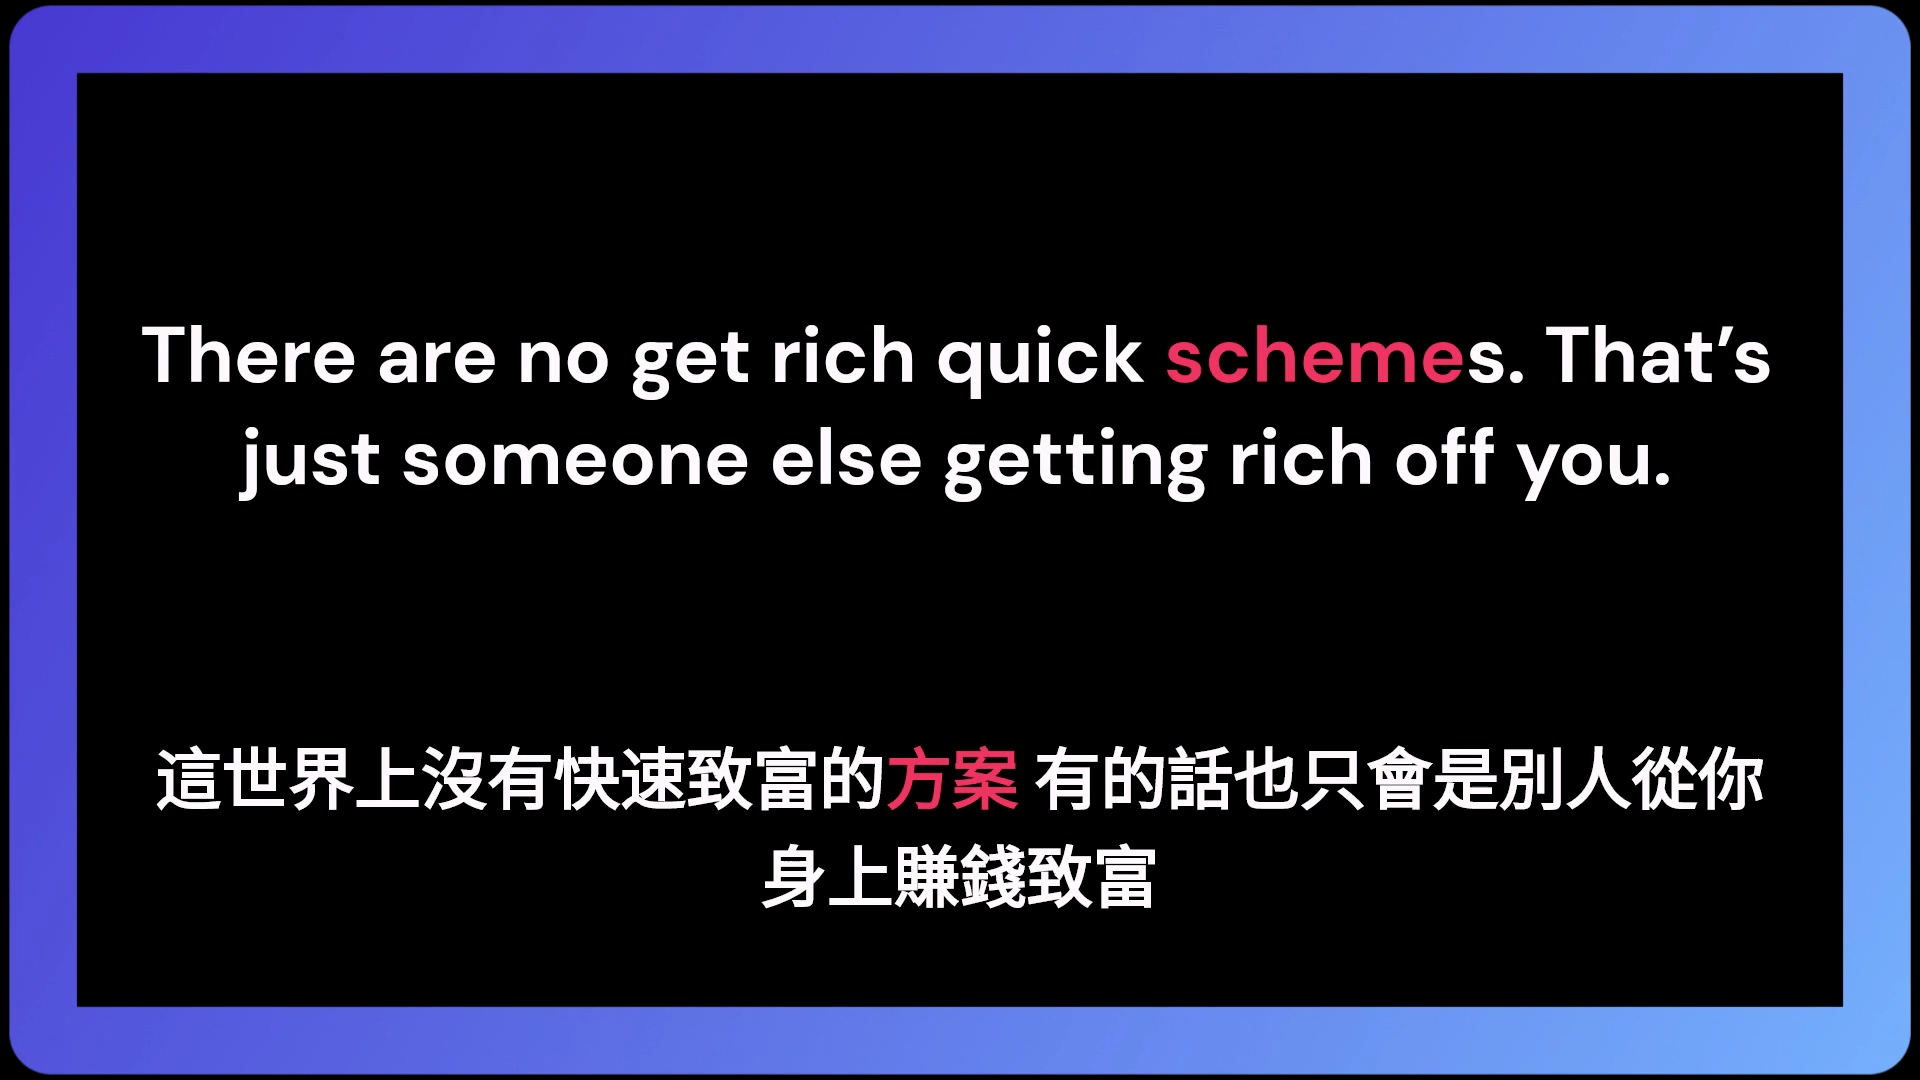 There are no get rich quick schemes. That’s
just someone else getting rich off you.
這世界上沒有快速致富的方案 有的話也只會是別人從你
身上賺錢致富